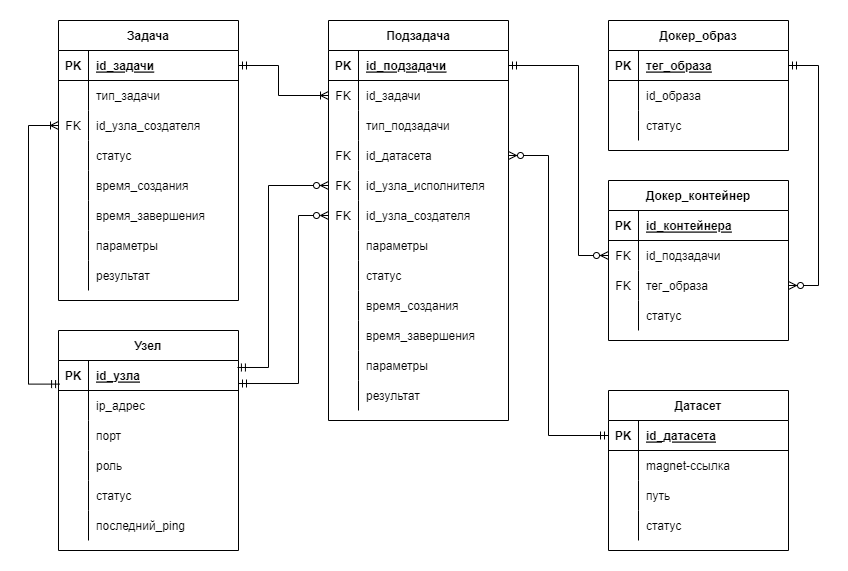 Задача
PK id_задачи
тип_задачи
FK id_узла_создателя
статус
время_создания
время_завершения
параметры
результат
Узел
PK id_узла
ip_адрес
порт
роль
статус
последний_ping
Подзадача
PK id_подзадачи
FK id_задачи
тип_подзадачи
FK id_датасета
FK id_узла_исполнителя
FK id_узла_создателя
параметры
статус
время_создания
время_завершения
параметры
результат
Докер_образ
PK тег_образа
id_образа
статус
Докер_контейнер
PK id_контейнера
FK id_подзадачи
FK тег_образа
статус
Датасет
PK id_датасета
magnet-ссылка
путь
статус